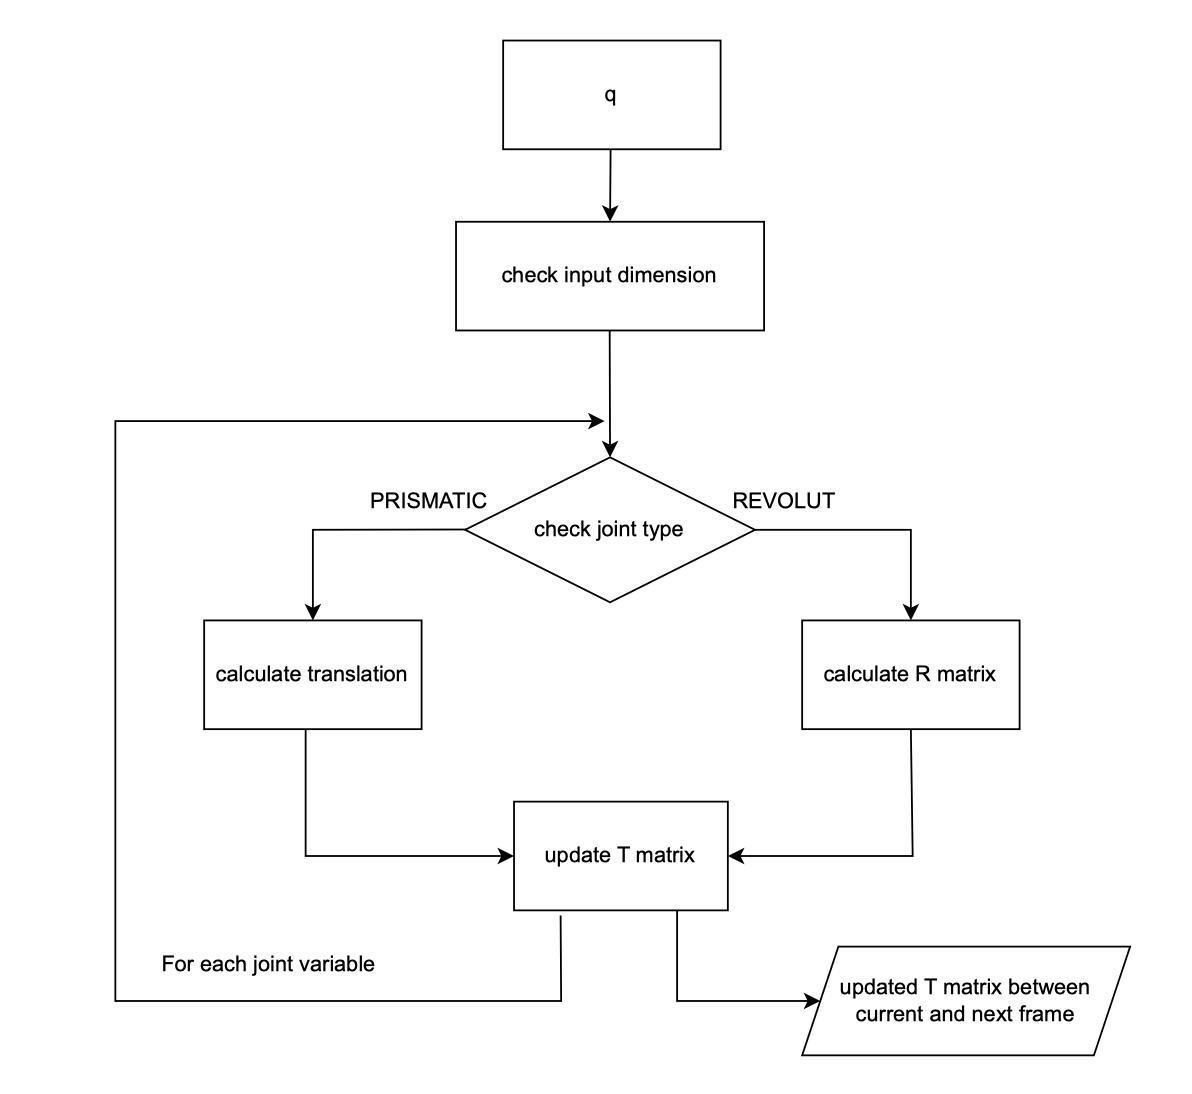 q
check input dimension
PRISMATIC
REVOLUT
check joint type
calculate translation
calculate R matrix
update T matrix
For each joint variable
updated T matrix between
current and next frame